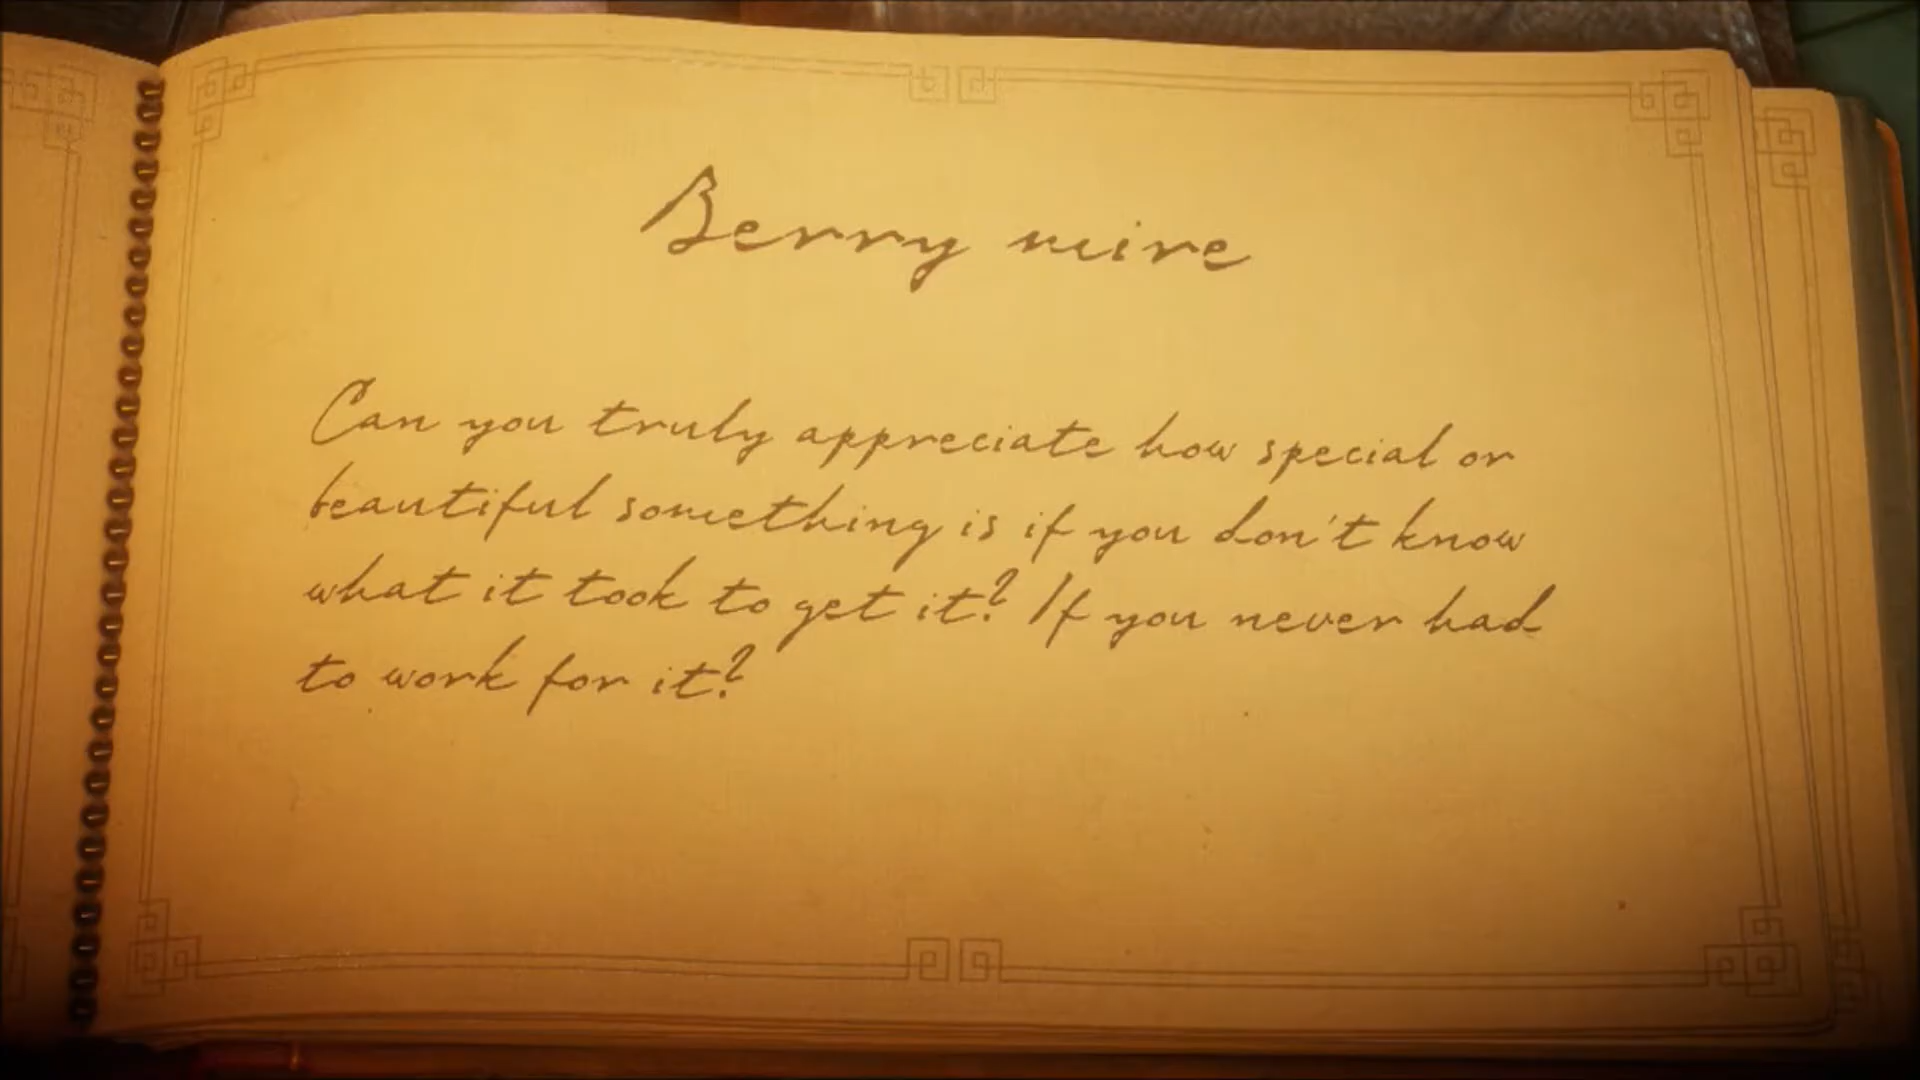 Berry mire
Can you truly appreciate how special or
beautiful something is if you don't know
what it took to get it? If you never had
to work for it?